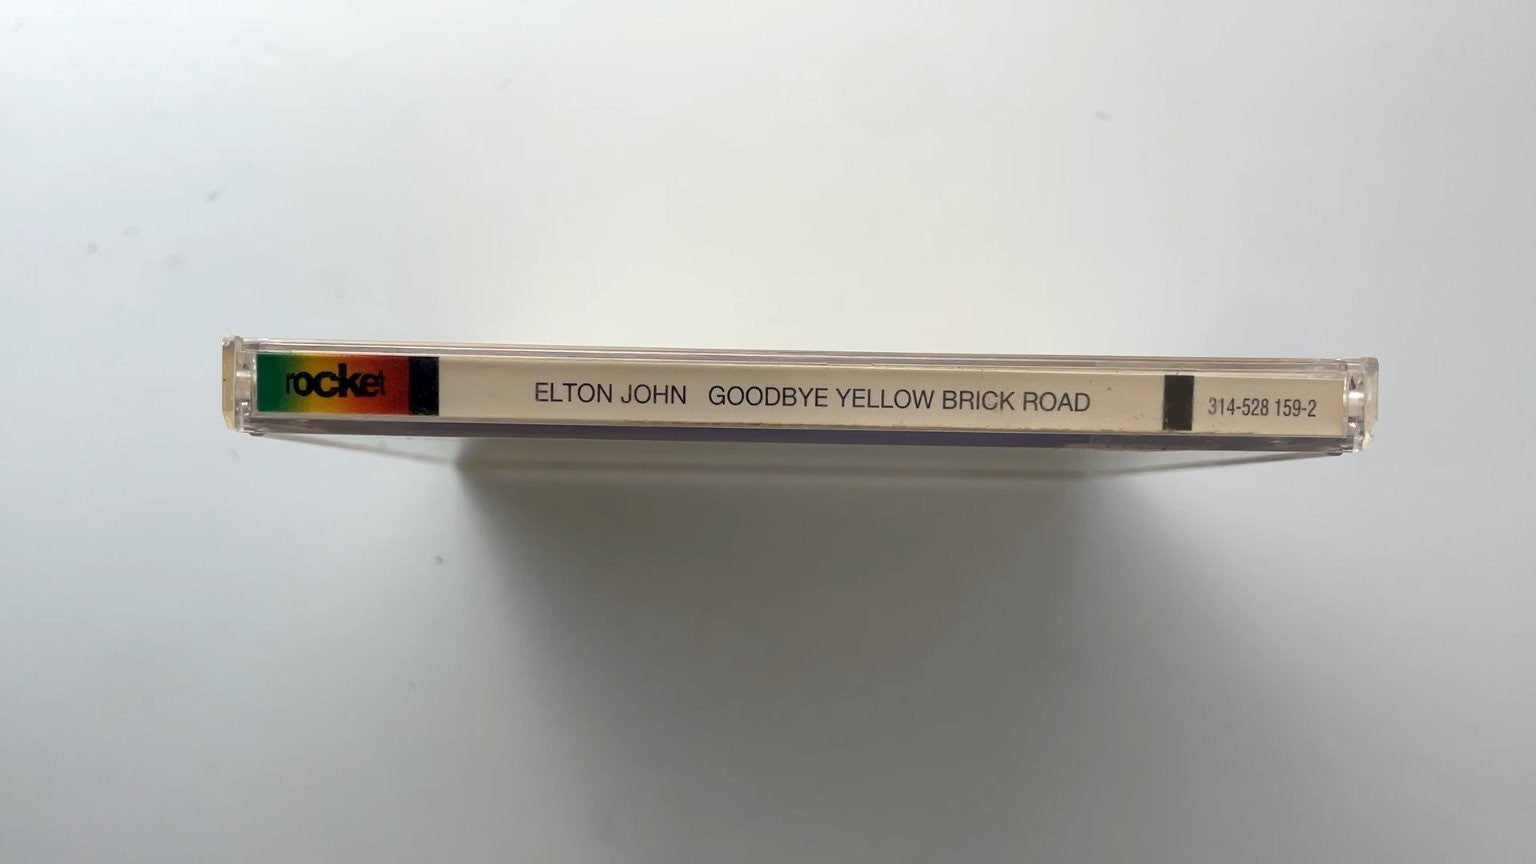 rocket ELTON JOHN GOODBYE YELLOW BRICK ROAD 314-528 159-2